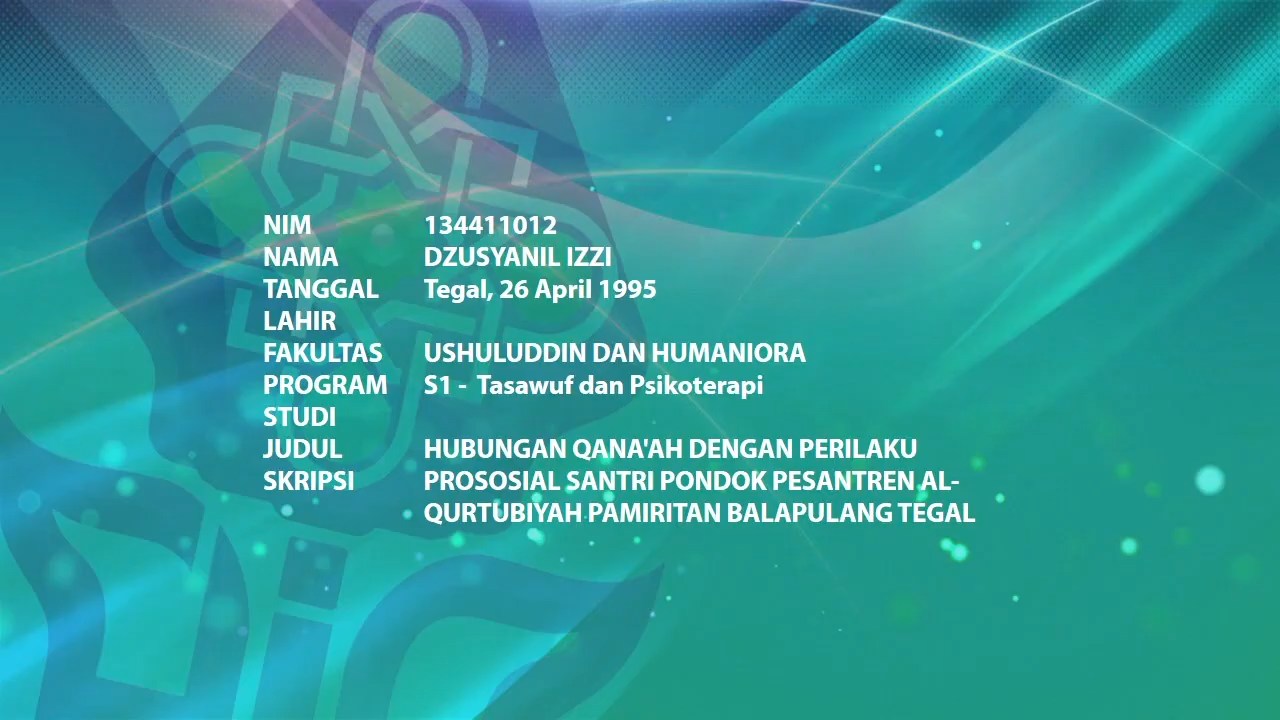 NIM 134411012
NAMA DZUSYANIL IZZI
TANGGAL Tegal, 26 April 1995
LAHIR
FAKULTAS USHULUDDIN DAN HUMANIORA
PROGRAM S1 - Tasawuf dan Psikoterapi
STUDI
JUDUL HUBUNGAN QANA'AH DENGAN PERILAKU
SKRIPSI PROSOSIAL SANTRI PONDOK PESANTREN AL-
QURTUBIYAH PAMIRITAN BALAPULANG TEGAL